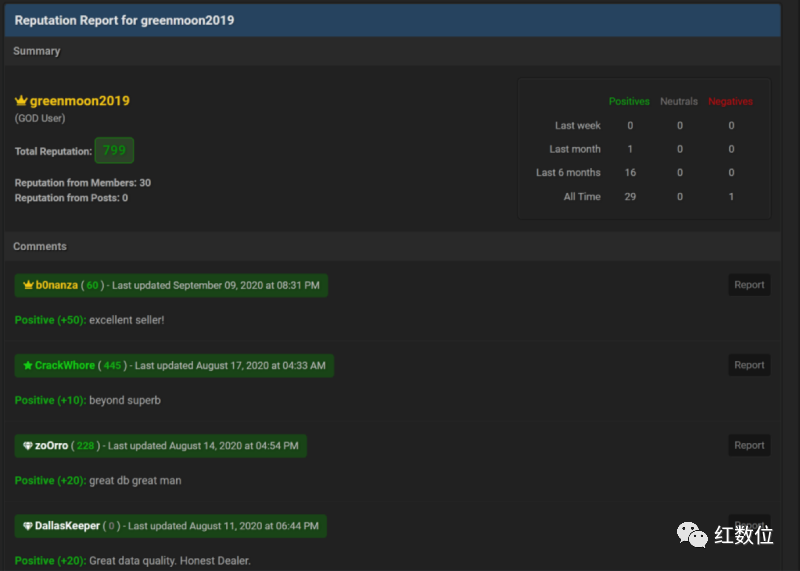 Reputation Report for greenmoon2019
Summary
greenmoon2019
(GOD User)
Total Reputation: 799
Reputation from Members: 30
Reputation from Posts: 0
Positives Neutrals Negatives
Last week 0 0 0
Last month 1 0 0
Last 6 months 16 0 0
All Time 29 0 1
Comments
b0nanza ( 60 ) - Last updated September 09, 2020 at 08:31 PM
Report
Positive (+50): excellent seller!
CrackWhore ( 445 ) - Last updated August 17, 2020 at 04:33 AM
Report
Positive (+10): beyond superb
zoOrro ( 228 ) - Last updated August 14, 2020 at 04:54 PM
Report
Positive (+20): great db great man
DallasKeeper ( 0 ) - Last updated August 11, 2020 at 06:44 PM
Report
Positive (+20): Great data quality. Honest Dealer.
红数位